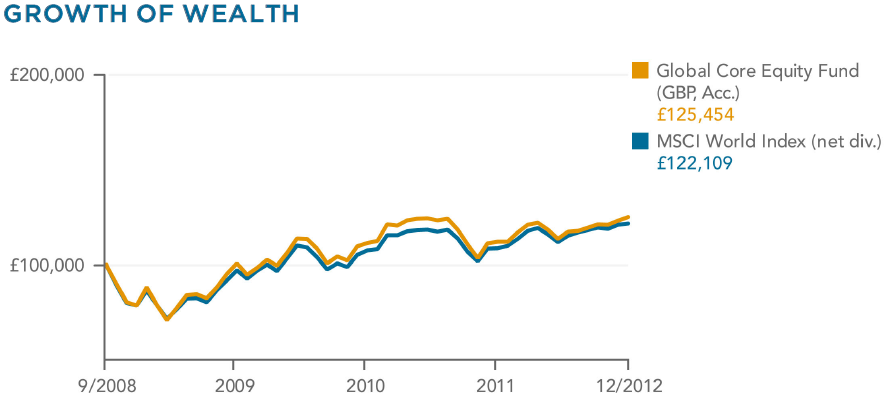 GROWTH OF WEALTH
£200,000
£100,000
9/2008
2009
2010
2011
12/2012
Global Core Equity Fund
(GBP, Acc.)
£125,454
MSCI World Index (net div.)
£122,109